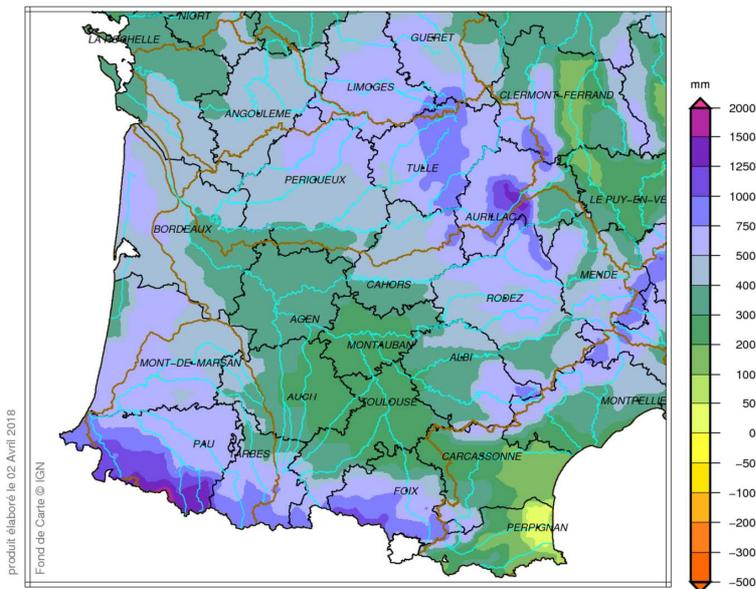 NIORT
LA ROCHELLE
GUERET
LIMOGES
CLERMONT-FERRAND
ANGOULEME
TULLE
PERIGUEUX
LE PUY-EN-VE
AURILLAC
BORDEAUX
MENDE
CAHORS
RODEZ
AGEN
MONTAUBAN
ALBI
MONT-DE-MARSAN
AUCH
TOULOUSE
MONTPELLIE
PAU
TARBES
CARCASSONNE
FOIX
PERPIGNAN
mm
2000
1500
1250
1000
750
500
400
300
200
100
50
0
-50
-100
-200
-300
-500
produit élaboré le 02 Avril 2018
Fond de Carte © IGN